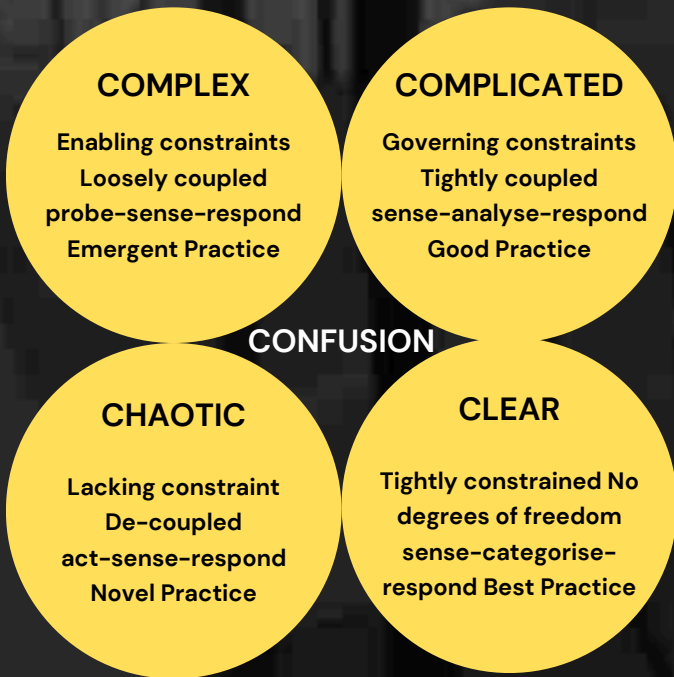 COMPLEX
Enabling constraints
Loosely coupled
probe-sense-respond
Emergent Practice
COMPLICATED
Governing constraints
Tightly coupled
sense-analyse-respond
Good Practice
CONFUSION
CHAOTIC
Lacking constraint
De-coupled
act-sense-respond
Novel Practice
CLEAR
Tightly constrained No
degrees of freedom
sense-categorise-
respond Best Practice